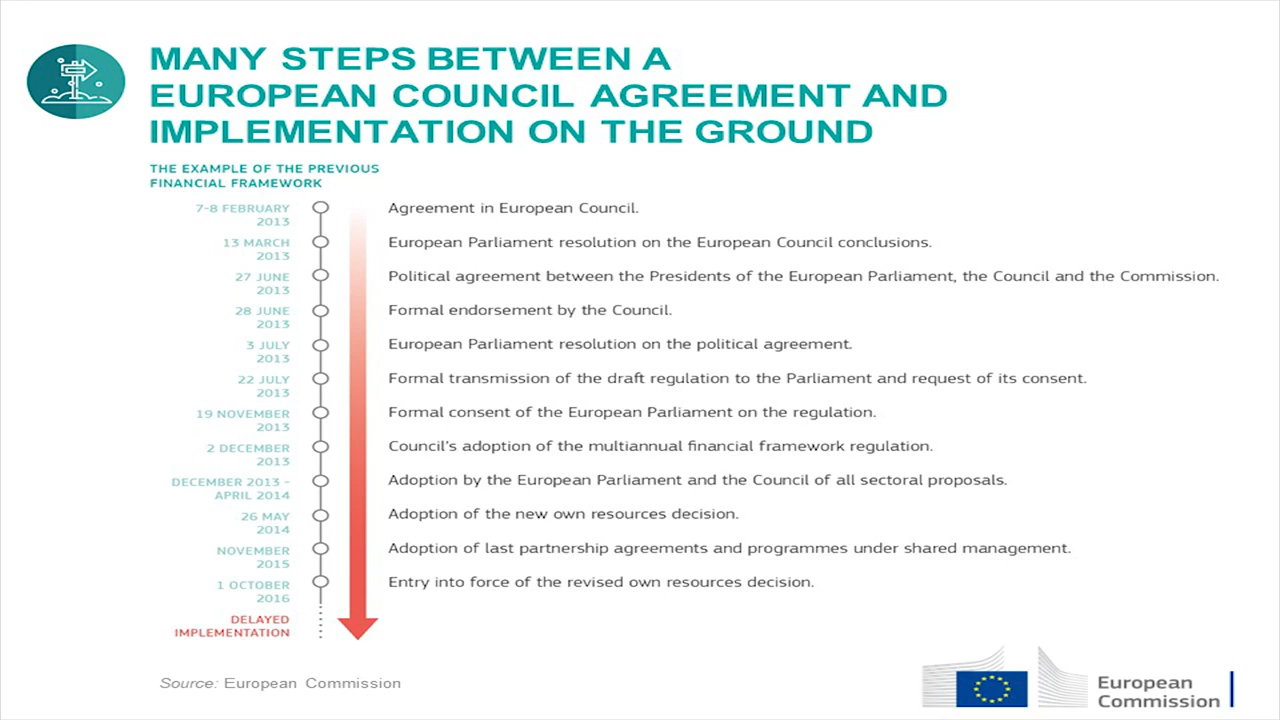 MANY STEPS BETWEEN A
EUROPEAN COUNCIL AGREEMENT AND
IMPLEMENTATION ON THE GROUND
THE EXAMPLE OF THE PREVIOUS
FINANCIAL FRAMEWORK
7-8 FEBRUARY
2013
Agreement in European Council.
13 MARCH
2013
European Parliament resolution on the European Council conclusions.
27 JUNE
2013
Political agreement between the Presidents of the European Parliament, the Council and the Commission.
28 JUNE
2013
Formal endorsement by the Council.
3 JULY
2013
European Parliament resolution on the political agreement.
22 JULY
2013
Formal transmission of the draft regulation to the Parliament and request of its consent.
19 NOVEMBER
2013
Formal consent of the European Parliament on the regulation.
2 DECEMBER
2013
Council's adoption of the multiannual financial framework regulation.
DECEMBER 2013 -
APRIL 2014
Adoption by the European Parliament and the Council of all sectoral proposals.
26 MAY
2014
Adoption of the new own resources decision.
NOVEMBER
2015
Adoption of last partnership agreements and programmes under shared management.
1 OCTOBER
2016
Entry into force of the revised own resources decision.
DELAYED
IMPLEMENTATION
Source: European Commission
European
Commission